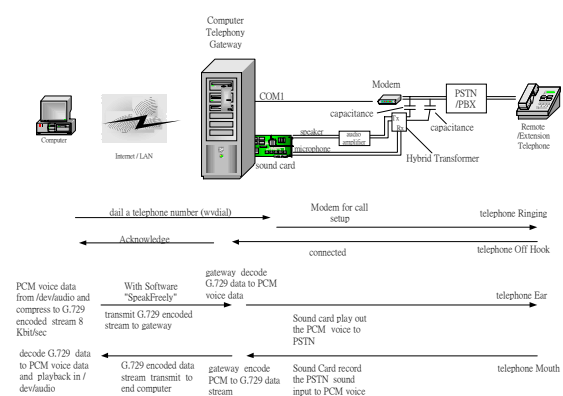 Computer
Telephony
Gateway
COM1
Modem
PSTN
/PBX
capacitance
capacitance
speaker
audio
amplifier
Tx
Rx
microphone
sound card
Hybrid Transformer
Computer
Internet / LAN
Remote
/Extension
Telephone
dail a telephone number (wvdial)
Modem for call
setup
telephone Ringing
Acknowledge
connected
telephone Off Hook
PCM voice data
from /dev/audio and
compress to G.729
encoded stream 8
Kbit/sec
With Software
"SpeakFreely"
transmit G.729 encoded
stream to gateway
gateway decode
G.729 data to PCM
voice data
Sound card play out
the PCM voice to
PSTN
telephone Ear
decode G.729 data
to PCM voice data
and playback in /
dev/audio
G.729 encoded data
stream transmit to
end computer
gateway encode
PCM to G.729 data
stream
Sound Card record
the PSTN sound
input to PCM voice
telephone Mouth